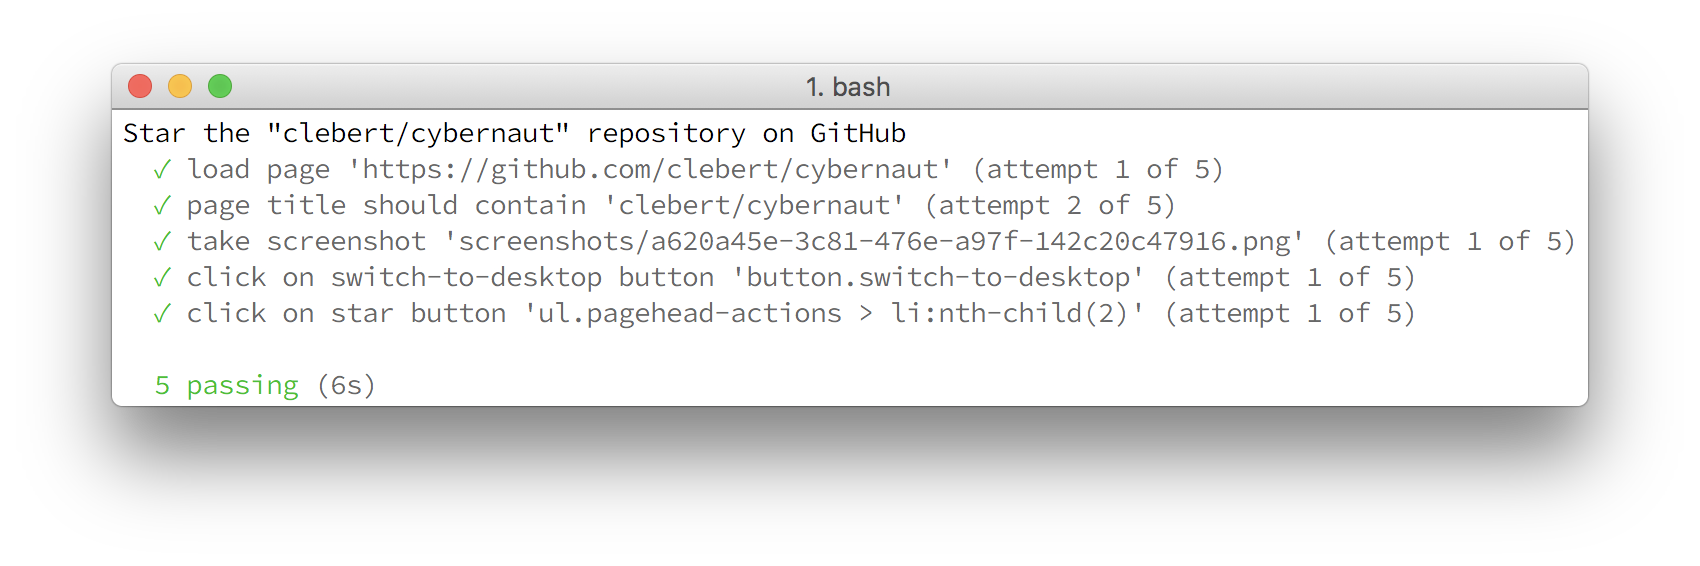 1. bash
Star the "clebert/cybernaut" repository on GitHub
✓ load page 'https://github.com/clebert/cybernaut' (attempt 1 of 5)
✓ page title should contain 'clebert/cybernaut' (attempt 2 of 5)
✓ take screenshot 'screenshots/a620a45e-3c81-476e-a97f-142c20c47916.png' (attempt 1 of 5)
✓ click on switch-to-desktop button 'button.switch-to-desktop' (attempt 1 of 5)
✓ click on star button 'ul.pagehead-actions > li:nth-child(2)' (attempt 1 of 5)
5 passing (6s)